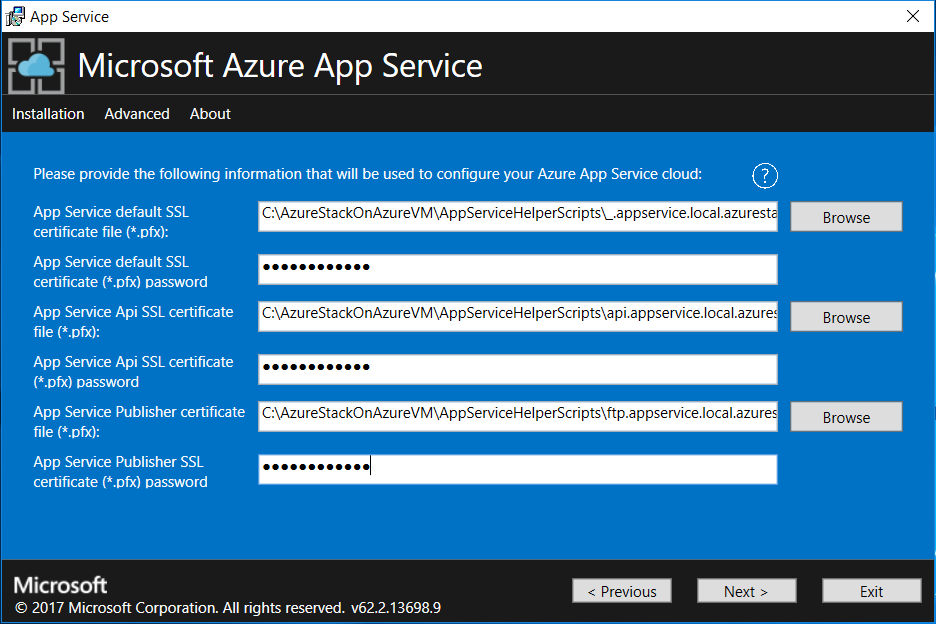 App Service
Microsoft Azure App Service
Installation Advanced About
Please provide the following information that will be used to configure your Azure App Service cloud: ?
App Service default SSL
certificate file (*.pfx):
C:\AzureStackOnAzureVM\AppServiceHelperScripts\_.appservice.local.azuresta
Browse
App Service default SSL
certificate (*.pfx) password
●●●●●●●●●●●●
App Service Api SSL certificate
file (*.pfx):
C:\AzureStackOnAzureVM\AppServiceHelperScripts\api.appservice.local.azures
Browse
App Service Api SSL certificate
(*.pfx) password
●●●●●●●●●●●●
App Service Publisher certificate
file (*.pfx):
C:\AzureStackOnAzureVM\AppServiceHelperScripts\ftp.appservice.local.azures
Browse
App Service Publisher SSL
certificate (*.pfx) password
●●●●●●●●●●●●
Microsoft
© 2017 Microsoft Corporation. All rights reserved. v62.2.13698.9
< Previous Next > Exit